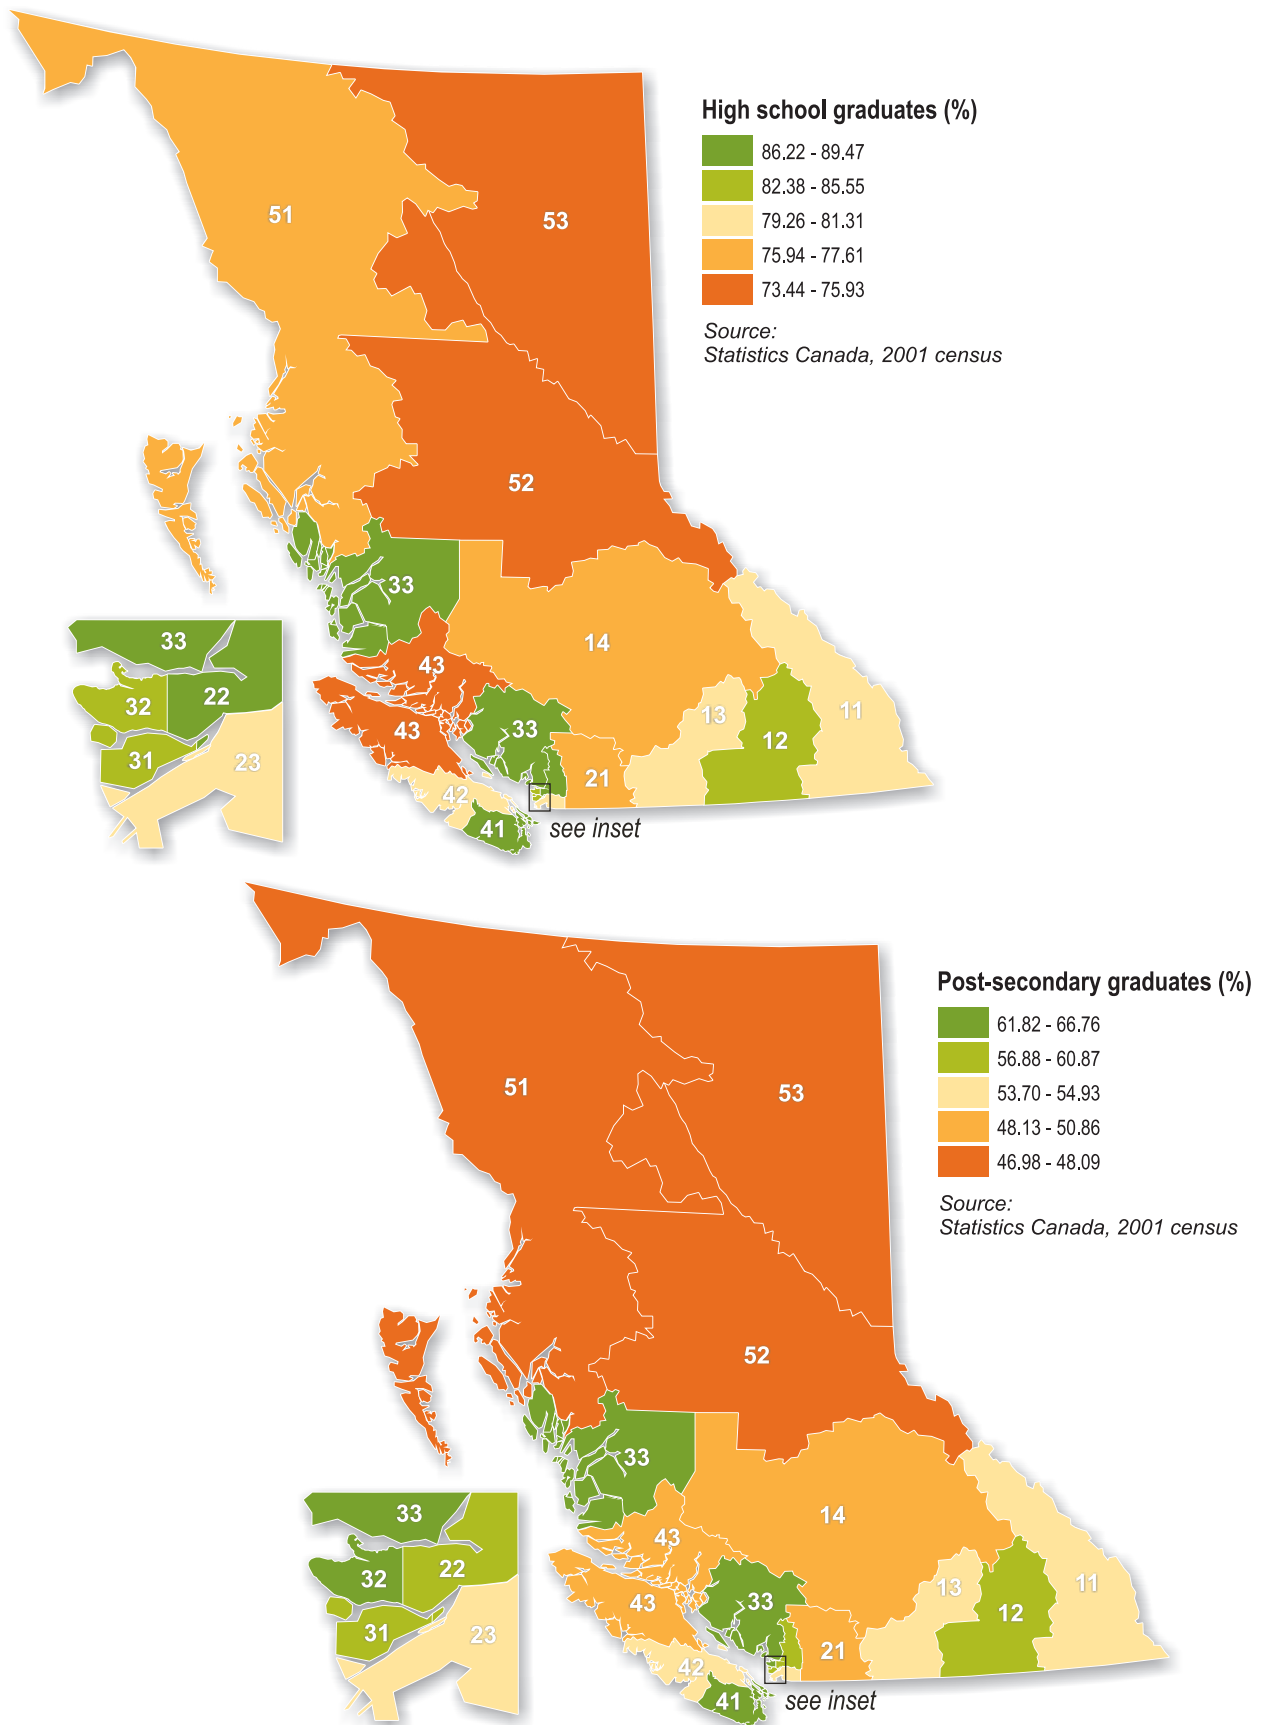 High school graduates (%)
86.22 - 89.47
82.38 - 85.55
79.26 - 81.31
75.94 - 77.61
73.44 - 75.93
Source:
Statistics Canada, 2001 census
51
53
52
33
14
43
33
43
13
12
11
21
42
41
see inset
33
22
32
31
23
Post-secondary graduates (%)
61.82 - 66.76
56.88 - 60.87
53.70 - 54.93
48.13 - 50.86
46.98 - 48.09
Source:
Statistics Canada, 2001 census
51
53
52
33
14
43
33
43
13
12
11
21
42
41
see inset
33
22
32
31
23